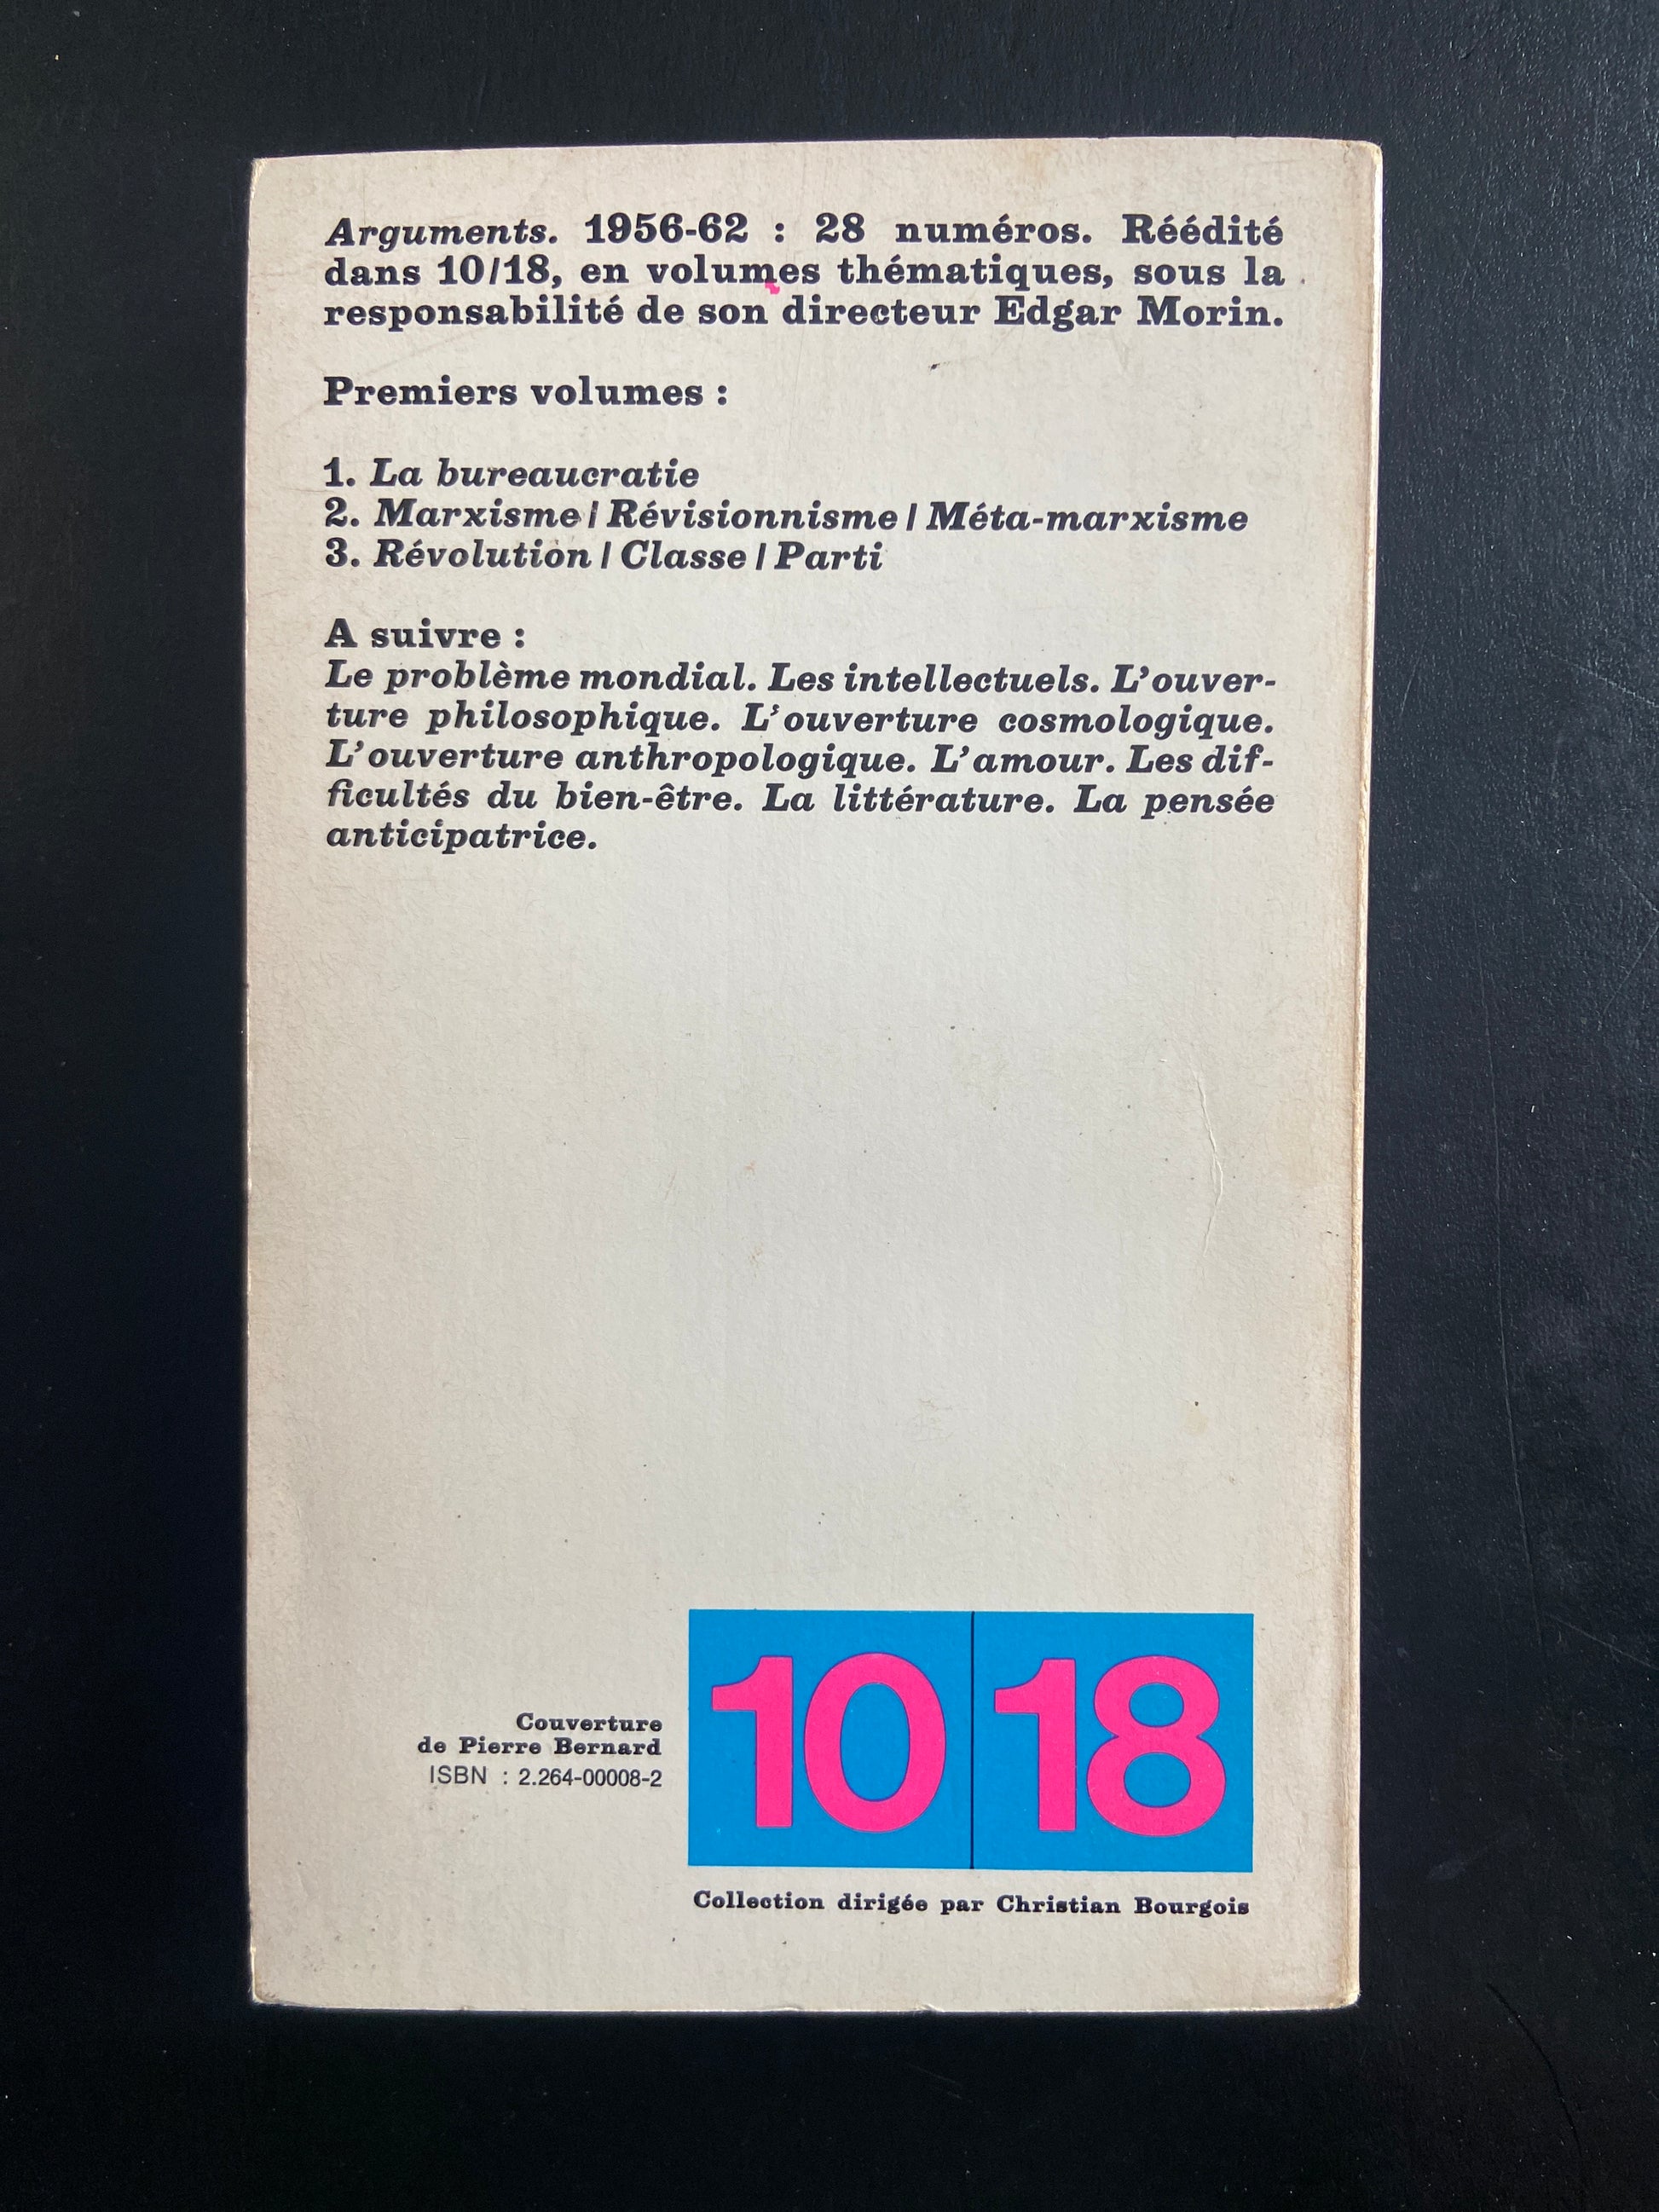 Arguments. 1956-62 : 28 numéros. Réédité
dans 10/18, en volumes thématiques, sous la
responsabilité de son directeur Edgar Morin.
Premiers volumes :
1. La bureaucratie
2. Marxisme / Révisionnisme / Méta-marxisme
3. Révolution / Classe / Parti
A suivre :
Le problème mondial. Les intellectuels. L'ouver-
ture philosophique. L'ouverture cosmologique.
L'ouverture anthropologique. L'amour. Les dif-
ficultés du bien-être. La littérature. La pensée
anticipatrice.
Couverture
de Pierre Bernard
ISBN : 2.264-00008-2
10 18
Collection dirigée par Christian Bourgois